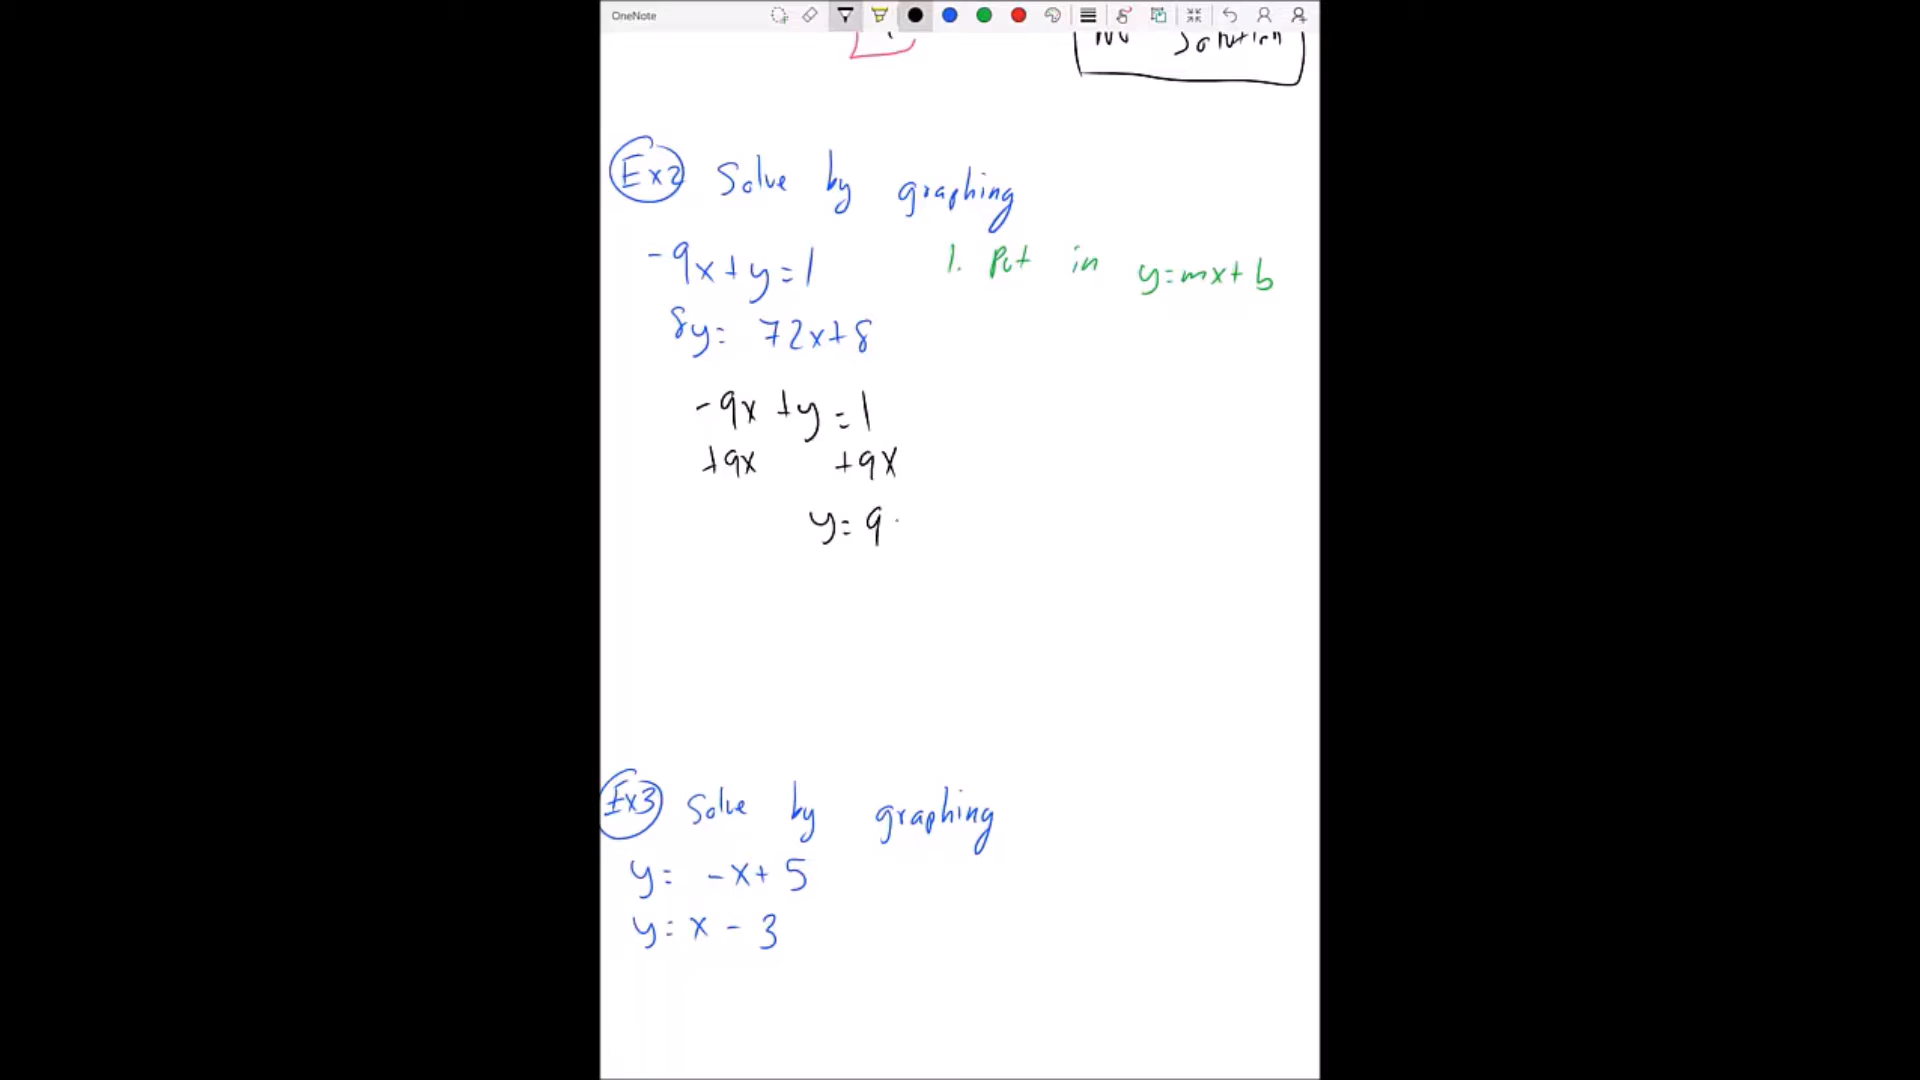 OneNote
No Solution
Ex2 Solve by graphing
-9x+y=1 1. Put in y=mx+b
8y= 72x+8
-9x+y=1
+9x +9x
y=9
Ex3 Solve by graphing
y= -x+5
y=x-3